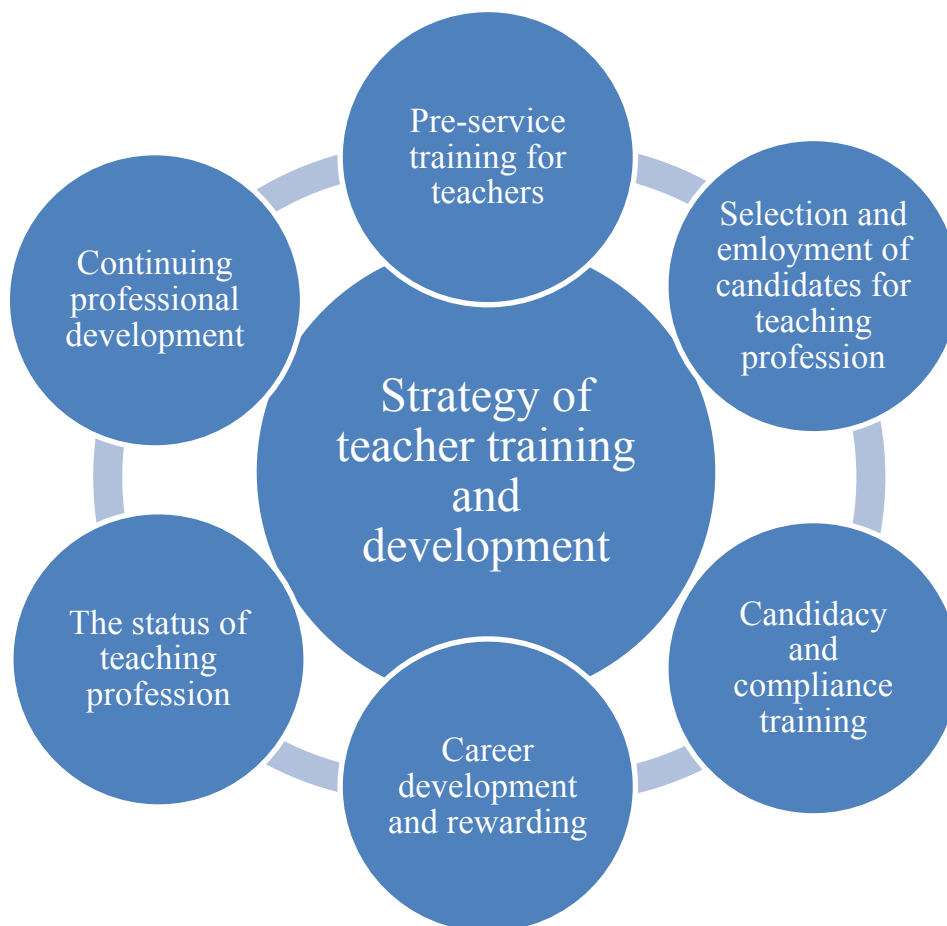 Pre-service
training for
teachers
Selection and
emloyment of
candidates for
teaching
profession
Candidacy
and
compliance
training
Career
development
and rewarding
The status of
teaching
profession
Continuing
professional
development
Strategy of
teacher training
and
development